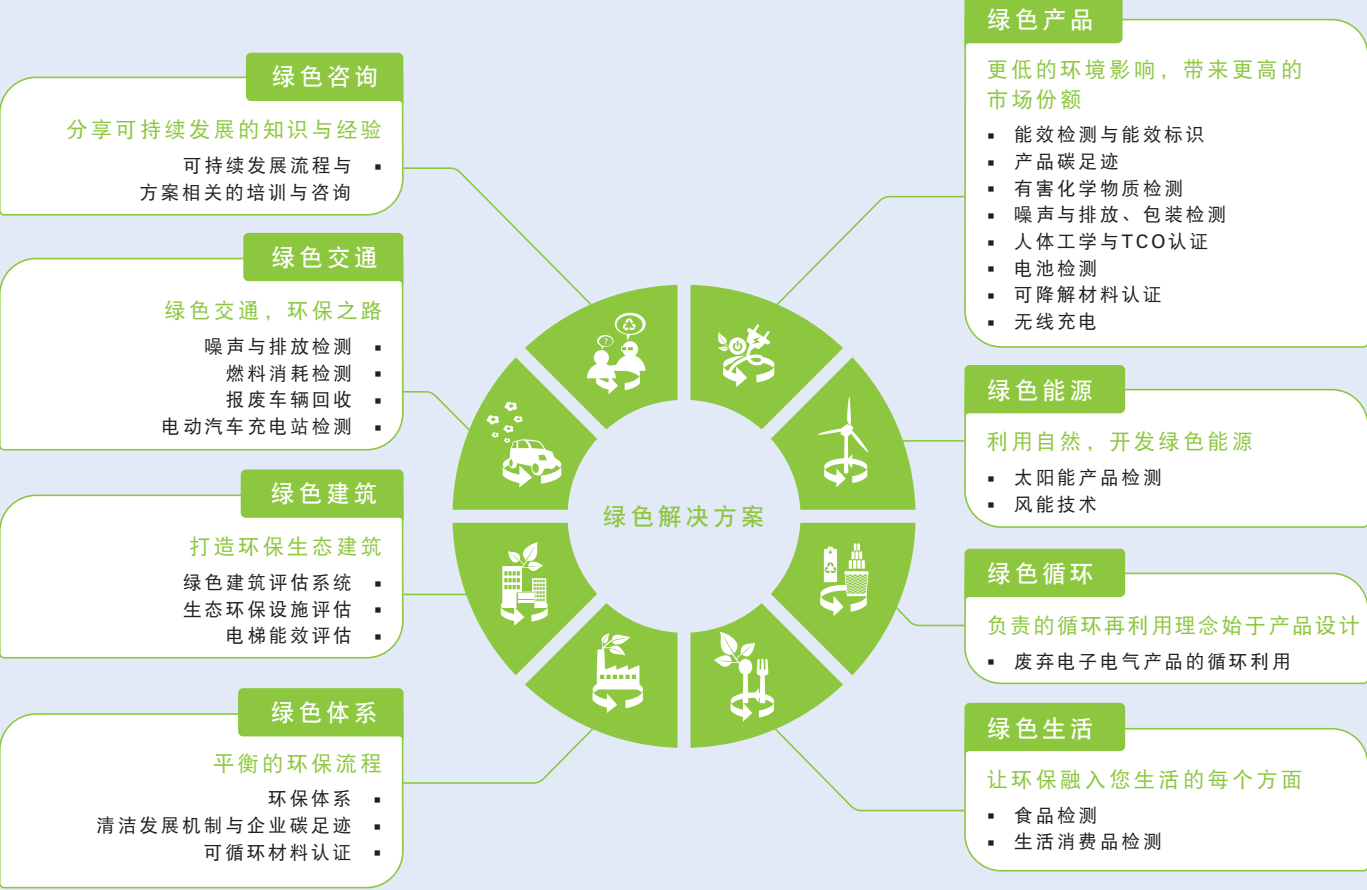 绿色咨询
分享可持续发展的知识与经验
可持续发展流程与 ▪
方案相关的培训与咨询
绿色交通
绿色交通，环保之路
噪声与排放检测 ▪
燃料消耗检测 ▪
报废车辆回收 ▪
电动汽车充电站检测 ▪
绿色建筑
打造环保生态建筑
绿色建筑评估系统 ▪
生态环保设施评估 ▪
电梯能效评估 ▪
绿色体系
平衡的环保流程
环保体系 ▪
清洁发展机制与企业碳足迹 ▪
可循环材料认证 ▪
?
绿色解决方案
绿色产品
更低的环境影响，带来更高的
市场份额
▪ 能效检测与能效标识
▪ 产品碳足迹
▪ 有害化学物质检测
▪ 噪声与排放、包装检测
▪ 人体工学与TCO认证
▪ 电池检测
▪ 可降解材料认证
▪ 无线充电
绿色能源
利用自然，开发绿色能源
▪ 太阳能产品检测
▪ 风能技术
绿色循环
负责的循环再利用理念始于产品设计
▪ 废弃电子电气产品的循环利用
绿色生活
让环保融入您生活的每个方面
▪ 食品检测
▪ 生活消费品检测